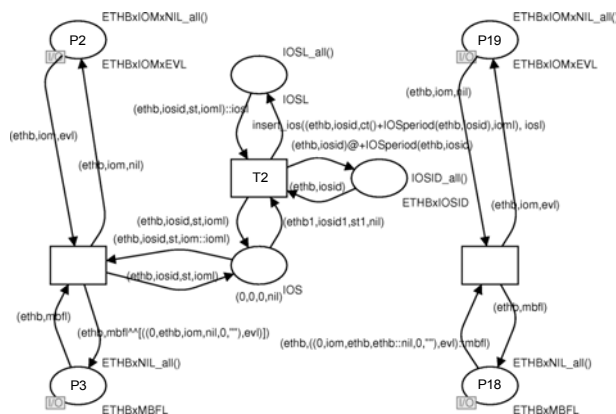 ETHBxIOMxNIL_all()
P2
I/O
ETHBxIOMxEVL
(ethb,iom,evl)
(ethb,iom,nil)
IOSL_all()
IOSL
(ethb,iosid,st,ioml)::iosl
insert_ios((ethb,iosid,ct()+IOSperiod(ethb,iosid),ioml), iosl)
(ethb,iosid)@+IOSperiod(ethb,iosid)
T2
(ethb,iosid)
IOSID_all()
ETHBxIOSID
(ethb,iosid,st,ioml)
(ethb1,iosid1,st1,nil)
(ethb,iosid,st,iom::ioml)
(ethb,iosid,st,ioml)
(0,0,0,nil)
IOS
(ethb,mbfl)
(ethb,mbfl^^[((0,ethb,iom,nil,0,""),evl)])
ETHBxNIL_all()
P3
I/O
ETHBxMBFL
ETHBxIOMxNIL_all()
P19
I/O
ETHBxIOMxEVL
(ethb,iom,nil)
(ethb,iom,evl)
(ethb,mbfl)
(ethb,((0,iom,ethb,ethb::nil,0,""),evl)::mbfl)
ETHBxNIL_all()
P18
I/O
ETHBxMBFL